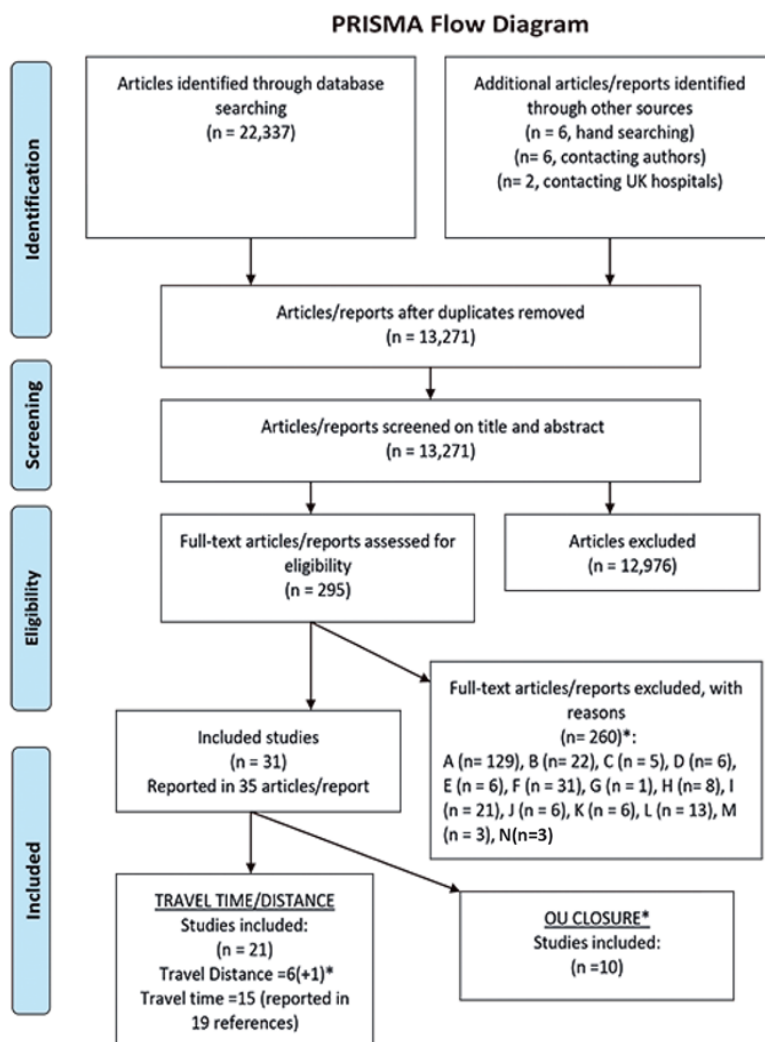 PRISMA Flow Diagram
Identification
Articles identified through database
searching
(n = 22,337)
Additional articles/reports identified
through other sources
(n = 6, hand searching)
(n= 6, contacting authors)
(n= 2, contacting UK hospitals)
Articles/reports after duplicates removed
(n = 13,271)
Screening
Articles/reports screened on title and abstract
(n = 13,271)
Eligibility
Full-text articles/reports assessed for
eligibility
(n = 295)
Articles excluded
(n = 12,976)
Full-text articles/reports excluded, with
reasons
(n= 260)*:
A (n= 129), B (n= 22), C (n = 5), D (n= 6),
E (n = 6), F (n = 31), G (n = 1), H (n= 8), I
(n = 21), J (n = 6), K (n = 6), L (n = 13), M
(n = 3), N(n=3)
Included
Included studies
(n = 31)
Reported in 35 articles/report
TRAVEL TIME/DISTANCE
Studies included:
(n = 21)
Travel Distance =6(+1)*
Travel time =15 (reported in
19 references)
OU CLOSURE*
Studies included:
(n =10)